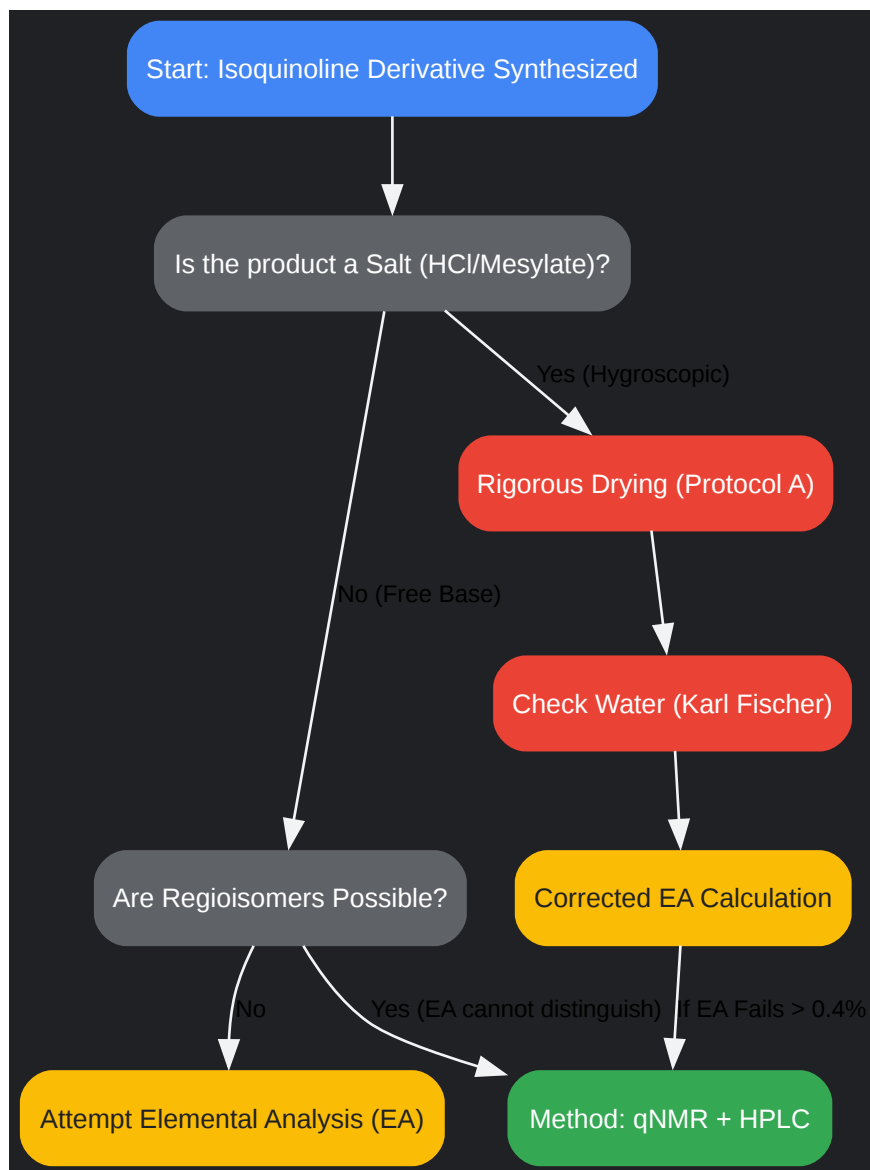 Start: Isoquinoline Derivative Synthesized
Is the product a Salt (HCl/Mesylate)?
Yes (Hygroscopic)
Rigorous Drying (Protocol A)
No (Free Base)
Check Water (Karl Fischer)
Are Regioisomers Possible?
Corrected EA Calculation
No
Yes (EA cannot distinguish)
If EA Fails > 0.4%
Attempt Elemental Analysis (EA)
Method: qNMR + HPLC